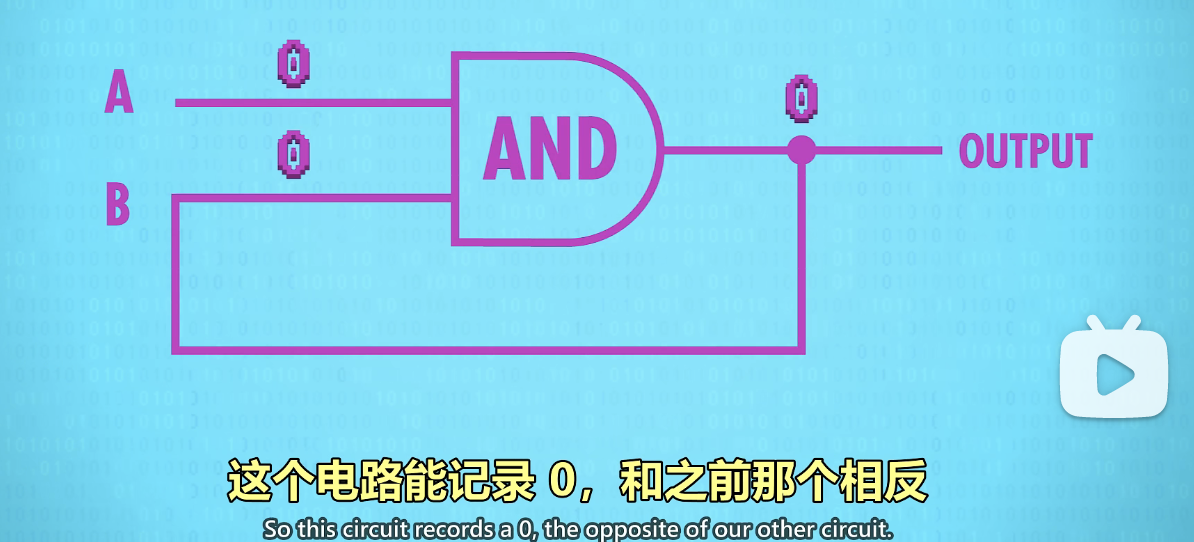 0
A
0
AND
0
OUTPUT
B
这个电路能记录 0，和之前那个相反
So this circuit records a 0, the opposite of our other circuit.